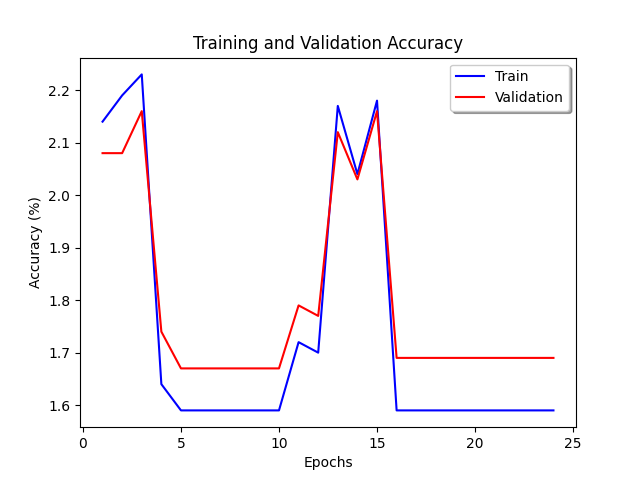 Training and Validation Accuracy
Train
Validation
2.2
2.1
2.0
1.9
1.8
1.7
1.6
Accuracy (%)
0 5 10 15 20 25
Epochs